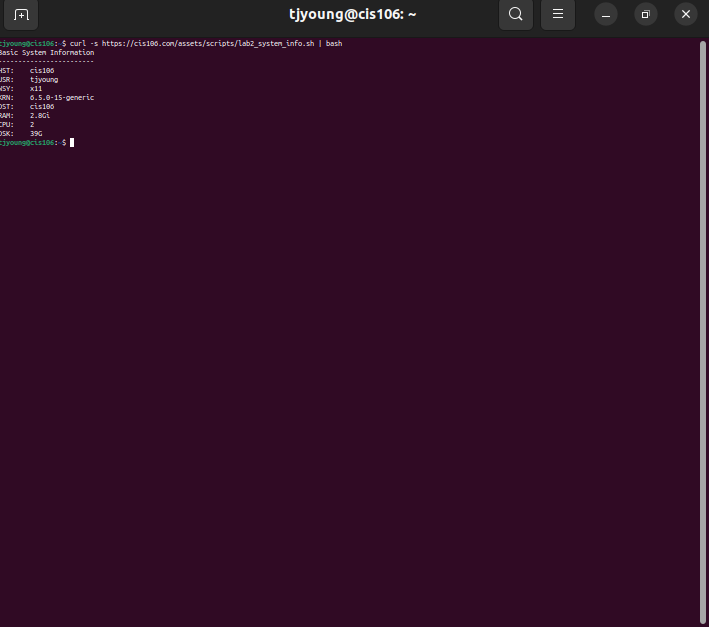 tjyoung@cis106: ~
tjyoung@cis106:~$ curl -s https://cis106.com/assets/scripts/lab2_system_info.sh | bash
Basic System Information
------------------------
HST:    cis106
USR:    tjyoung
WSY:    x11
KRN:    6.5.0-15-generic
DST:    cis106
RAM:    2.8Gi
CPU:    2
DSK:    39G
tjyoung@cis106:~$